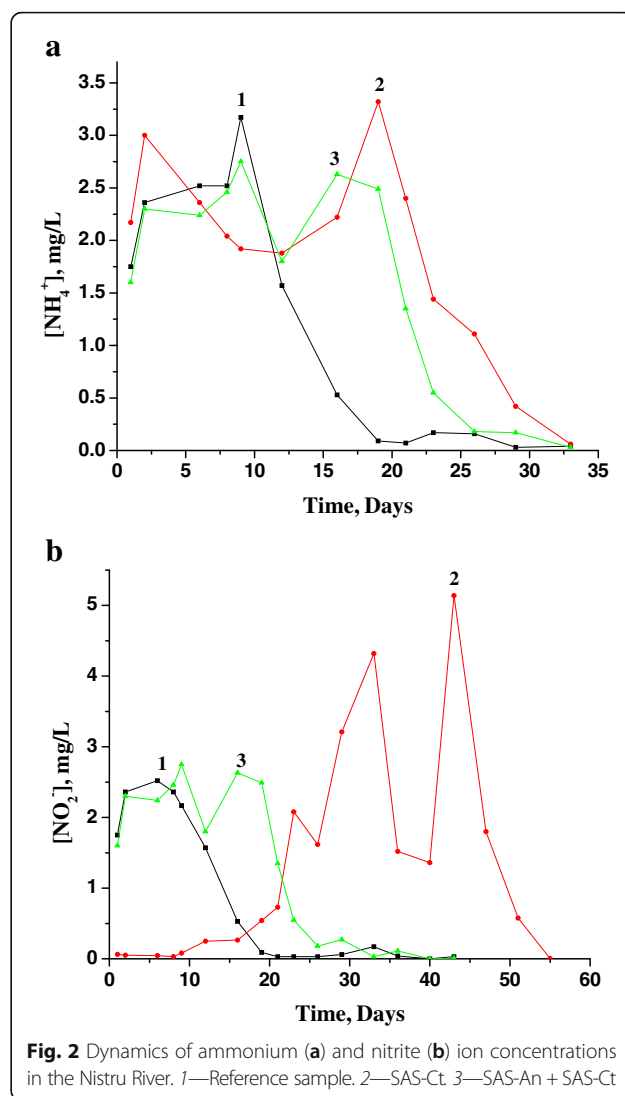 a
3.5
3.0
2.5
2.0
1.5
1.0
0.5
0.0
[NH₄⁺], mg/L
1
2
3
0 5 10 15 20 25 30 35
Time, Days
b
5
4
3
2
1
0
[NO₂⁻], mg/L
1
3
2
0 10 20 30 40 50 60
Time, Days
Fig. 2 Dynamics of ammonium (a) and nitrite (b) ion concentrations
in the Nistru River. 1—Reference sample. 2—SAS-Ct. 3—SAS-An + SAS-Ct